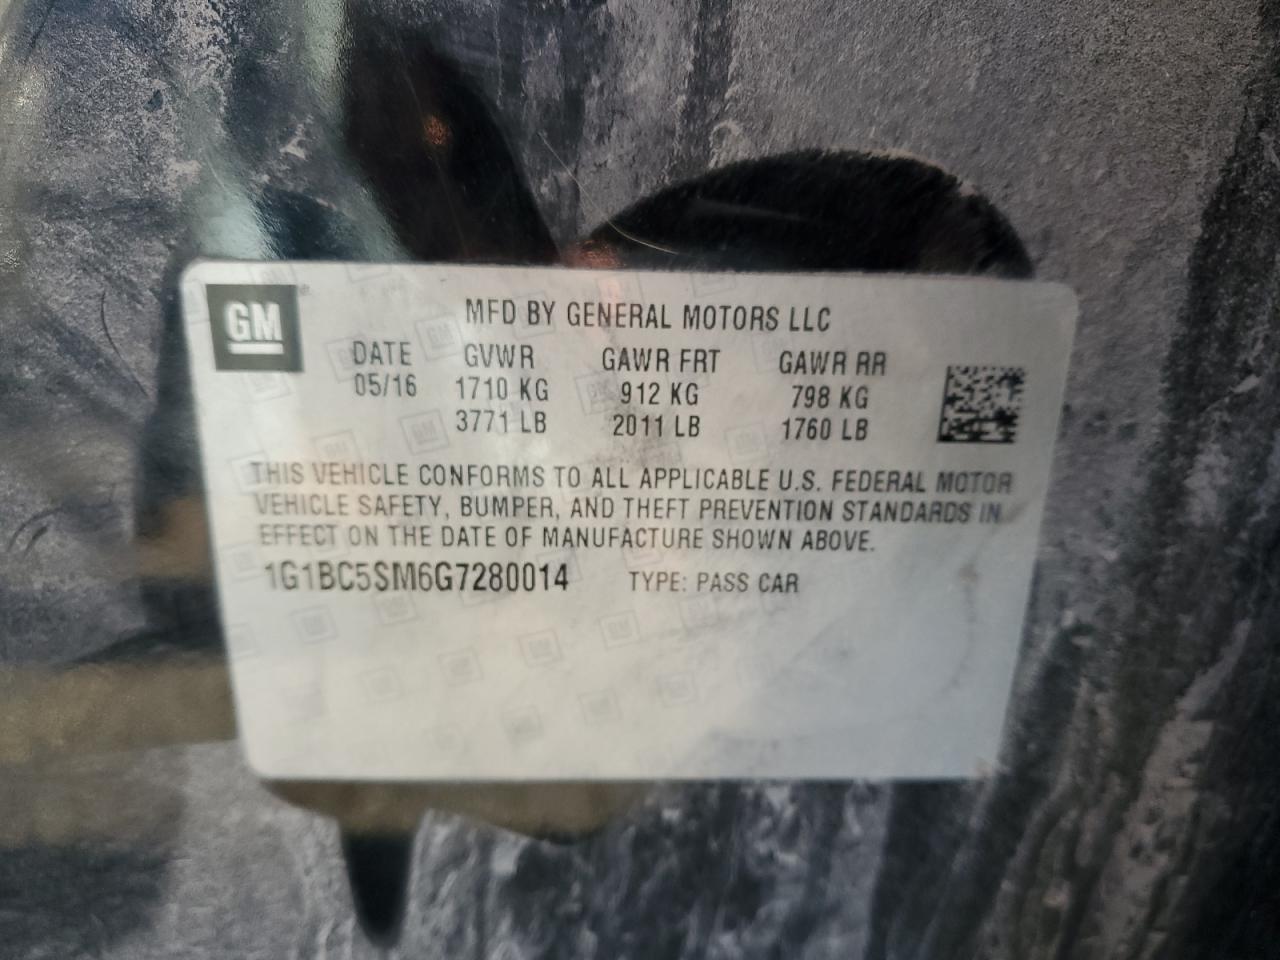 GM
MFD BY GENERAL MOTORS LLC
DATE GVWR GAWR FRT GAWR RR
05/16 1710 KG 912 KG 798 KG
3771 LB 2011 LB 1760 LB
THIS VEHICLE CONFORMS TO ALL APPLICABLE U.S. FEDERAL MOTOR
VEHICLE SAFETY, BUMPER, AND THEFT PREVENTION STANDARDS IN
EFFECT ON THE DATE OF MANUFACTURE SHOWN ABOVE.
1G1BC5SM6G7280014 TYPE: PASS CAR